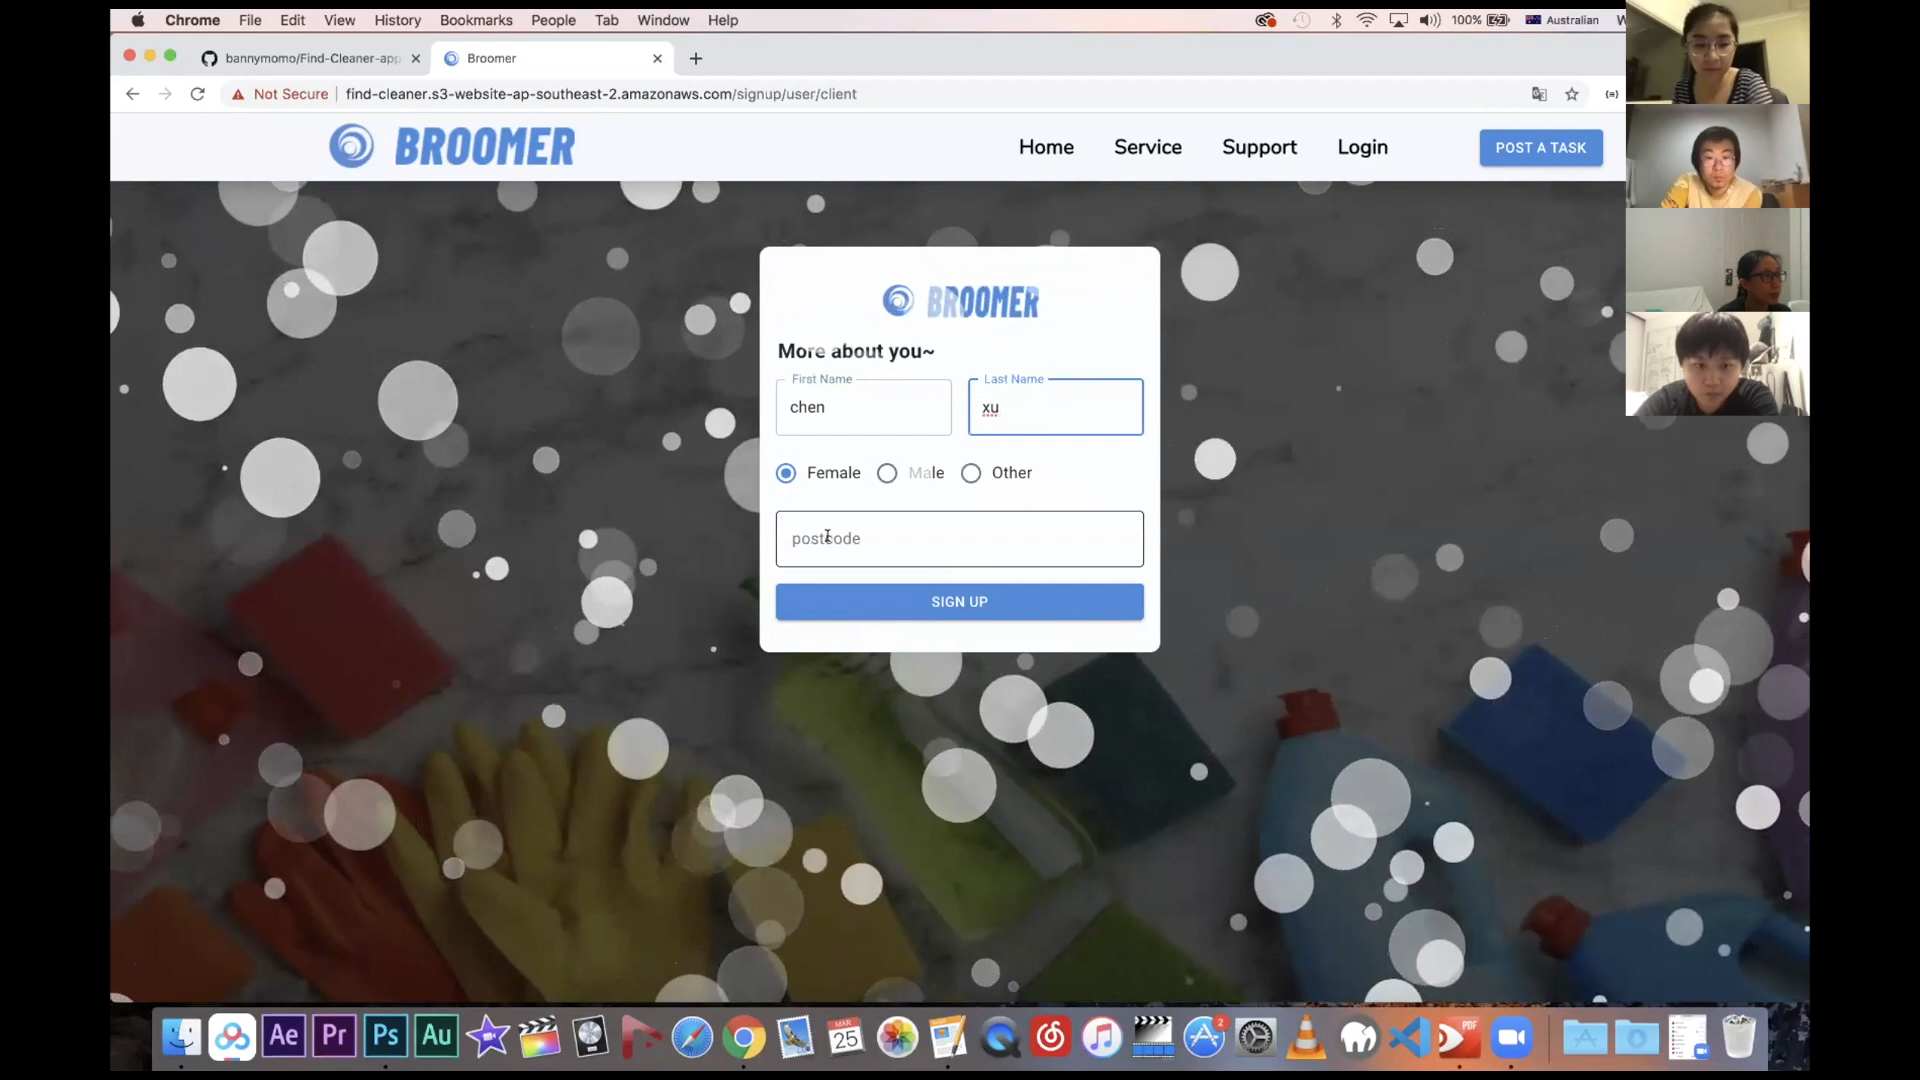 Chrome File Edit View History Bookmarks People Tab Window Help 100% Australian
bannymomo/Find-Cleaner-app Broomer
Not Secure find-cleaner.s3-website-ap-southeast-2.amazonaws.com/signup/user/client
BROOMER Home Service Support Login POST A TASK
BROOMER
More about you~
First Name Last Name
chen xu
Female Male Other
postcode
SIGN UP
Ae Pr Ps Au MAR 25 2 PDF